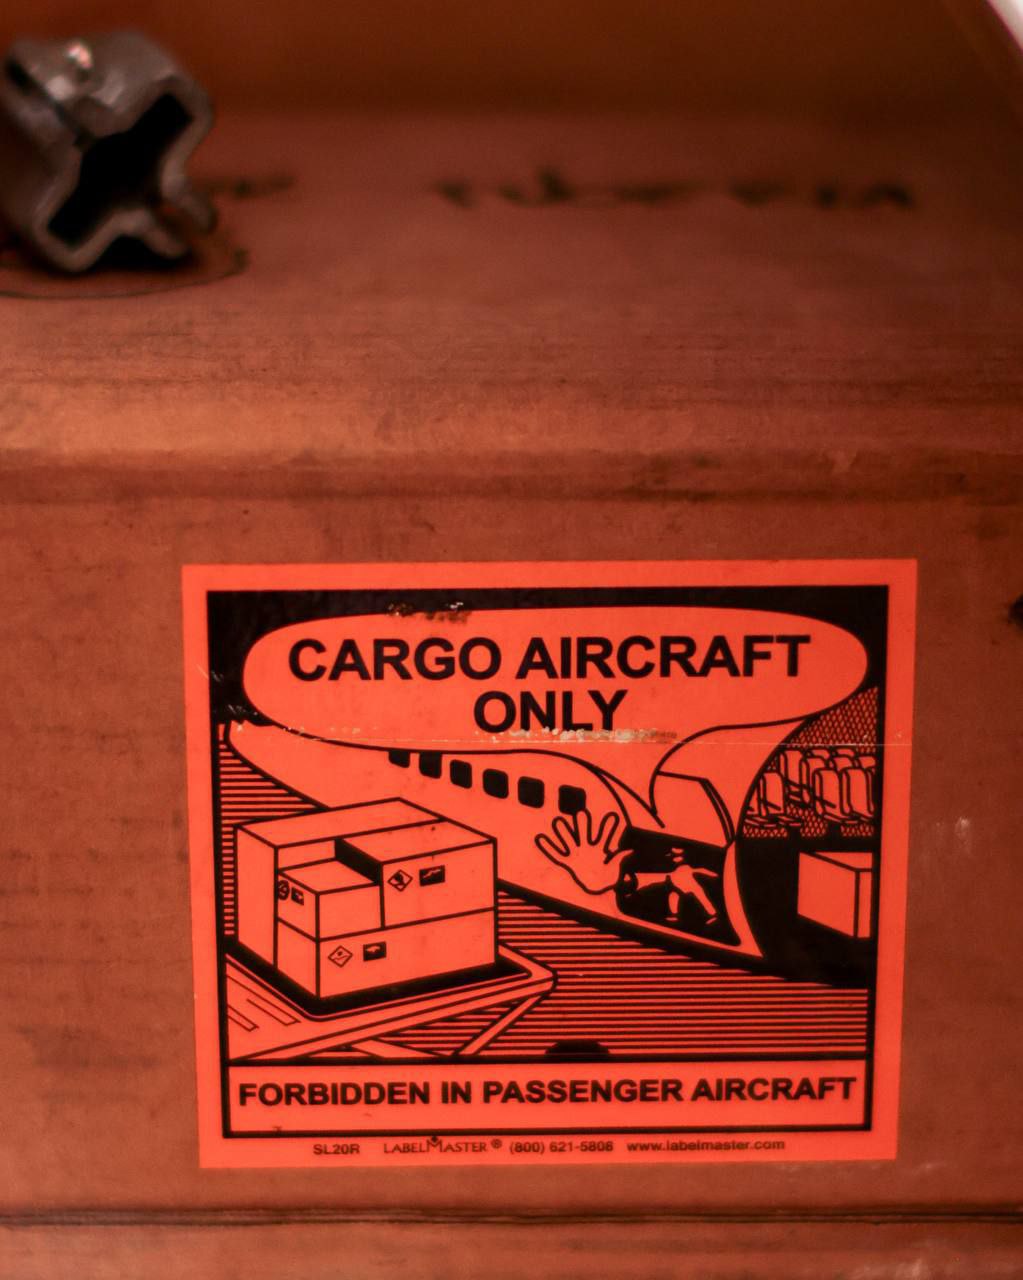 CARGO AIRCRAFT
ONLY
FORBIDDEN IN PASSENGER AIRCRAFT
SL20R LABELMASTER ® (800) 621-5808 www.labelmaster.com